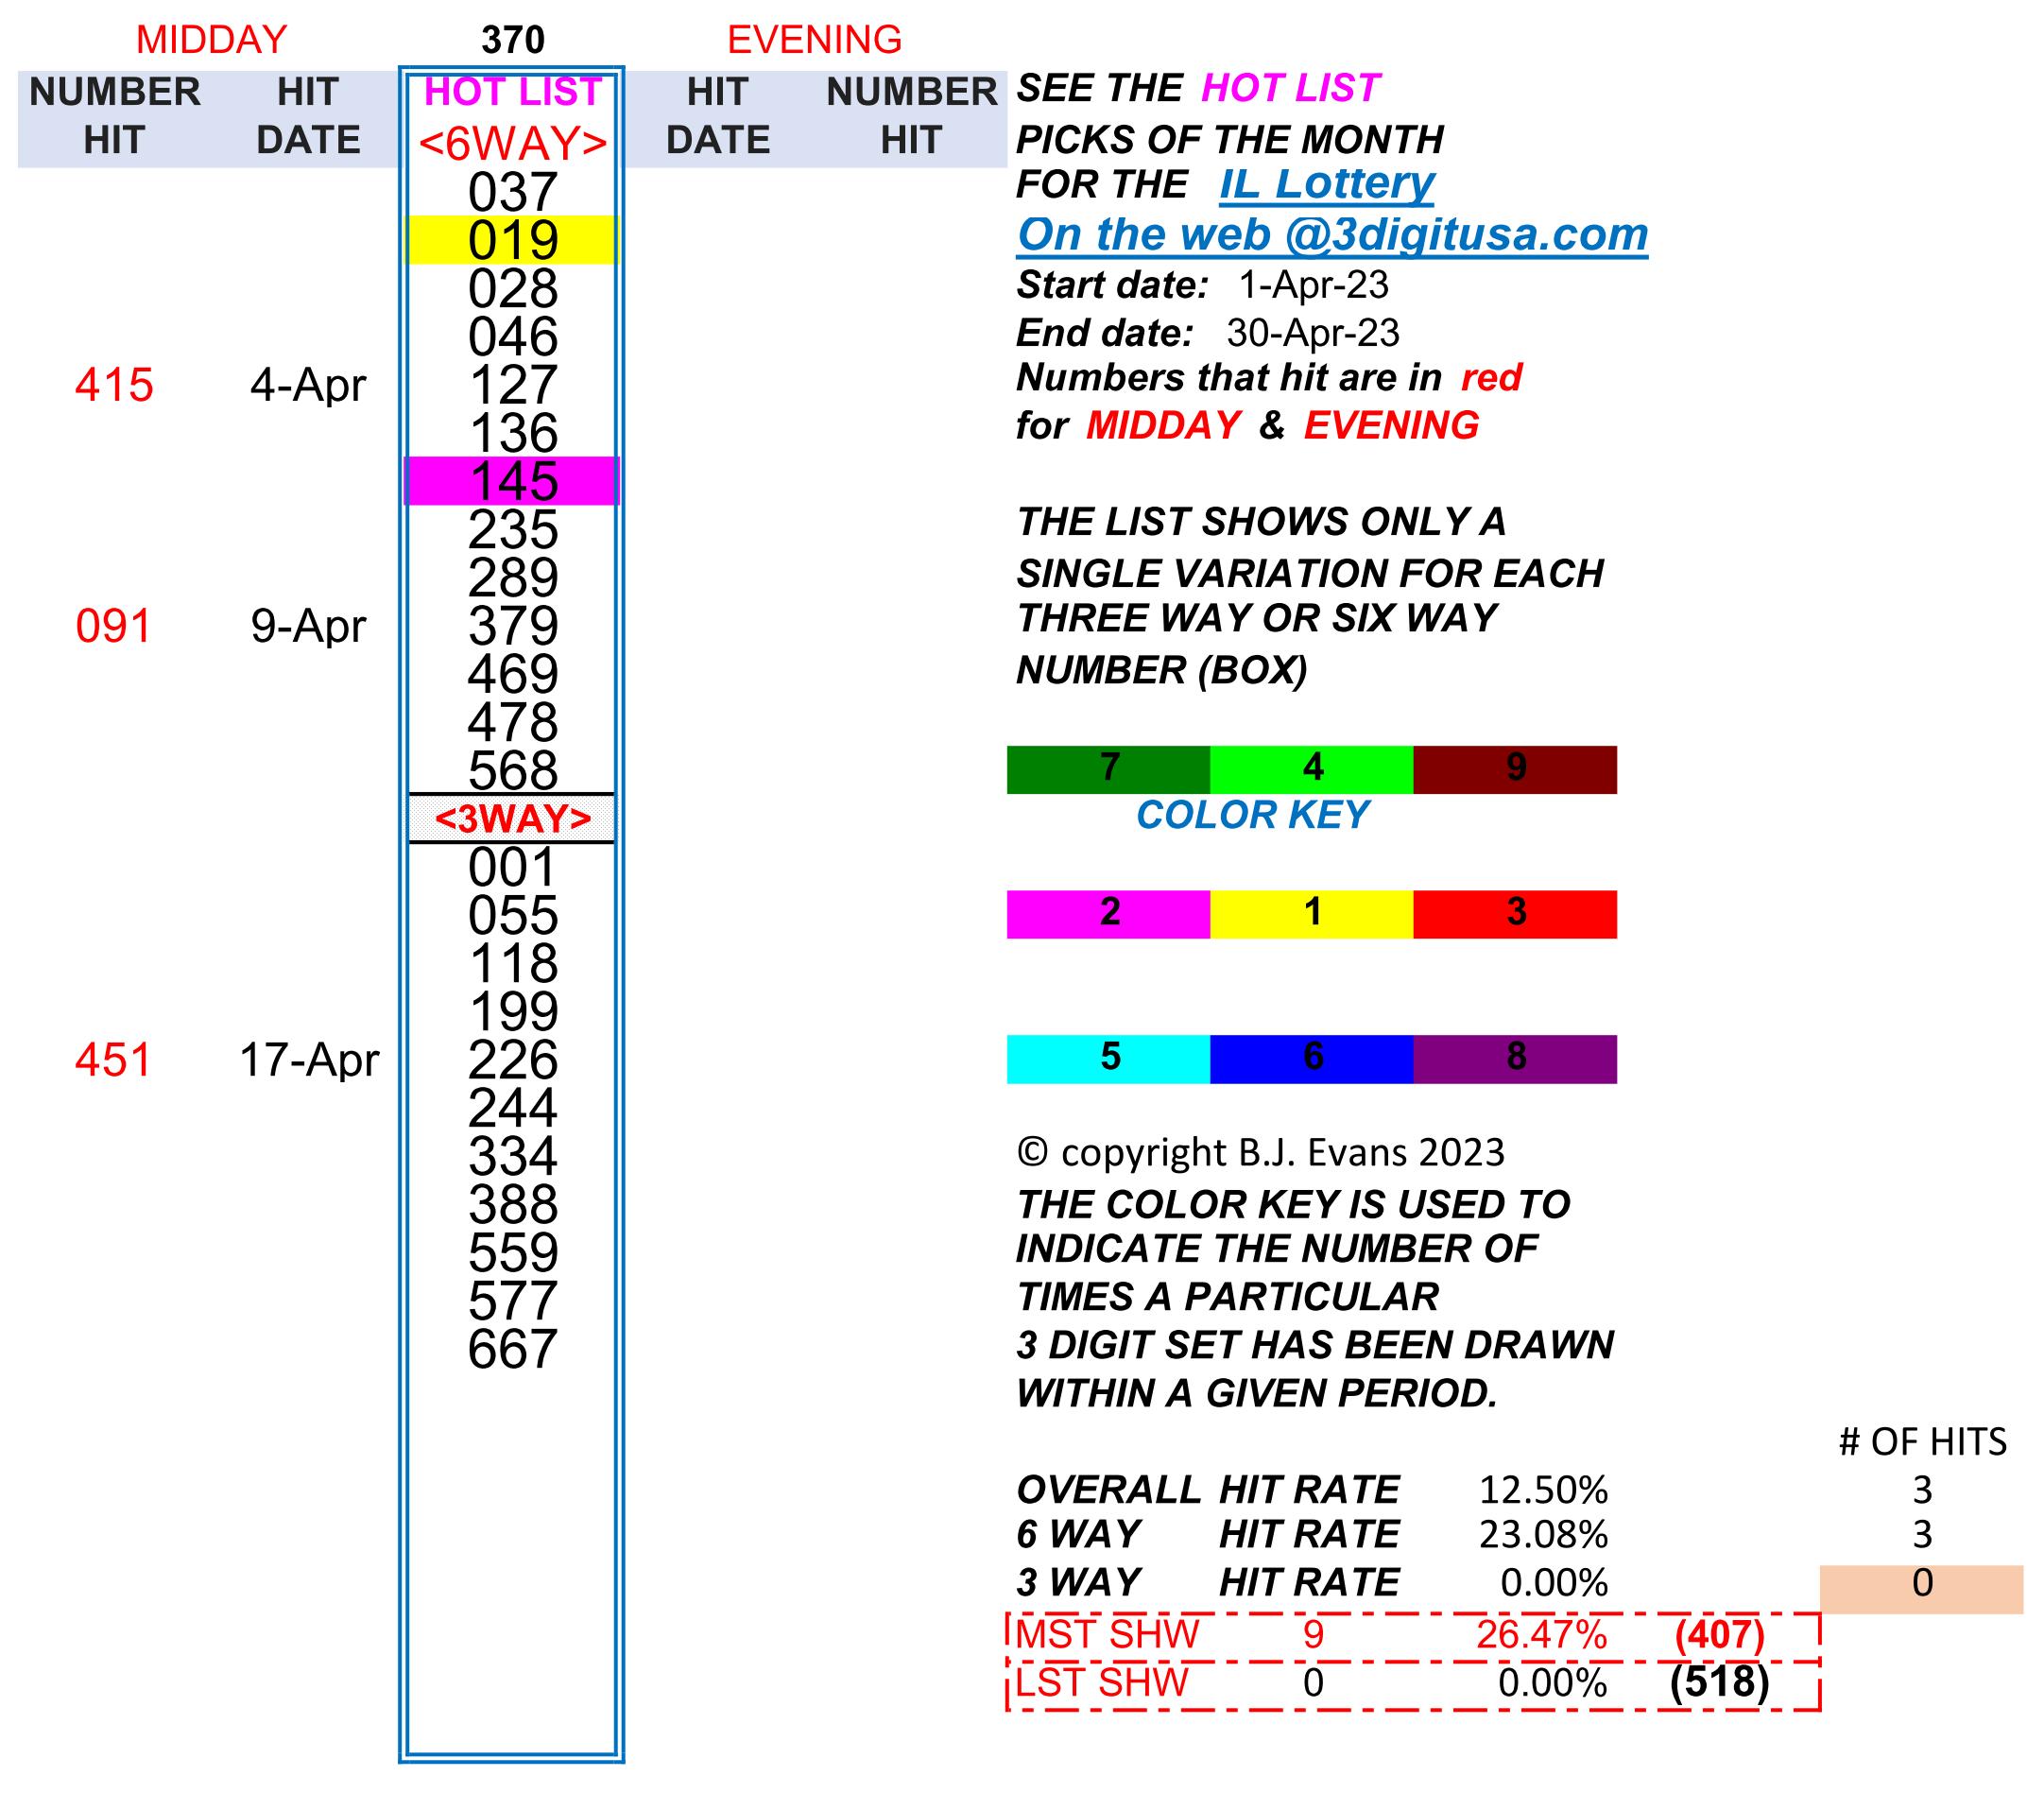 MIDDAY 370 EVENING
NUMBER HIT HOT LIST HIT NUMBER SEE THE HOT LIST
HIT DATE <6WAY> DATE HIT PICKS OF THE MONTH
037 FOR THE IL Lottery
019 On the web @3digitusa.com
028 Start date: 1-Apr-23
046 End date: 30-Apr-23
415 4-Apr 127 Numbers that hit are in red
136 for MIDDAY & EVENING
145
235 THE LIST SHOWS ONLY A
289 SINGLE VARIATION FOR EACH
091 9-Apr 379 THREE WAY OR SIX WAY
469 NUMBER (BOX)
478
568 7 4 9
<3WAY> COLOR KEY
001
055 2 1 3
118
199
451 17-Apr 226 5 6 8
244
334 © copyright B.J. Evans 2023
388 THE COLOR KEY IS USED TO
559 INDICATE THE NUMBER OF
577 TIMES A PARTICULAR
667 3 DIGIT SET HAS BEEN DRAWN
WITHIN A GIVEN PERIOD.
# OF HITS
OVERALL HIT RATE 12.50% 3
6 WAY HIT RATE 23.08% 3
3 WAY HIT RATE 0.00% 0
MST SHW 9 26.47% (407)
LST SHW 0 0.00% (518)